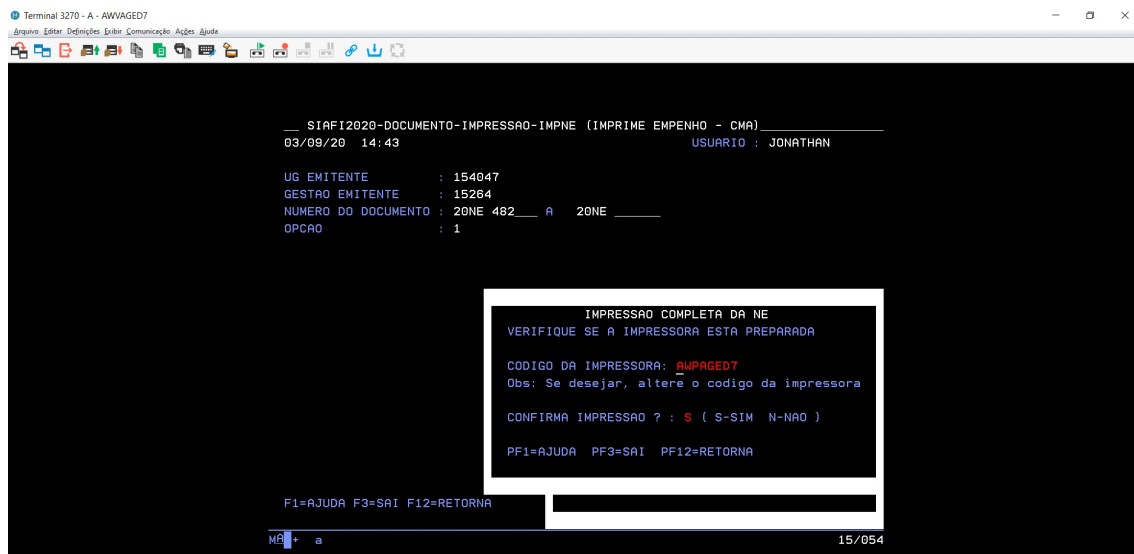 Terminal 3270 - A - AWVAGED7
Arquivo Editar Definições Exibir Comunicação Ações Ajuda
__ SIAFI2020-DOCUMENTO-IMPRESSAO-IMPNE (IMPRIME EMPENHO - CMA)________________
03/09/20 14:43 USUARIO : JONATHAN
UG EMITENTE : 154047
GESTAO EMITENTE : 15264
NUMERO DO DOCUMENTO : 20NE 482___ A 20NE ______
OPCAO : 1
IMPRESSAO COMPLETA DA NE
VERIFIQUE SE A IMPRESSORA ESTA PREPARADA
CODIGO DA IMPRESSORA: AWPAGED7
Obs: Se desejar, altere o codigo da impressora
CONFIRMA IMPRESSAO ? : S ( S-SIM N-NAO )
PF1=AJUDA PF3=SAI PF12=RETORNA
F1=AJUDA F3=SAI F12=RETORNA
MA + a 15/054